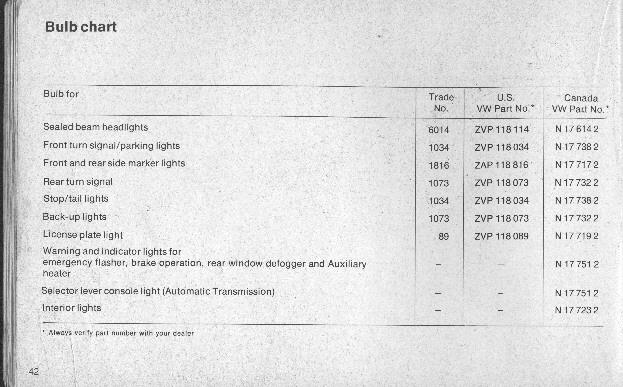 Bulb chart
Bulb for Trade No. U.S. VW Part No.* Canada VW Part No.*
Sealed beam headlights 6014 ZVP 118 114 N 17 614 2
Front turn signal/parking lights 1034 ZVP 118 034 N 17 738 2
Front and rear side marker lights 1816 ZAP 118 816 N 17 717 2
Rear turn signal 1073 ZVP 118 073 N 17 732 2
Stop/tail lights 1034 ZVP 118 034 N 17 738 2
Back-up lights 1073 ZVP 118 073 N 17 732 2
License plate light 89 ZVP 118 089 N 17 719 2
Warning and indicator lights for
emergency flasher, brake operation, rear window defogger and Auxiliary – – N 17 751 2
heater
Selector lever console light (Automatic Transmission) – – N 17 751 2
Interior lights – – N 17 723 2
* Always verify part number with your dealer
42